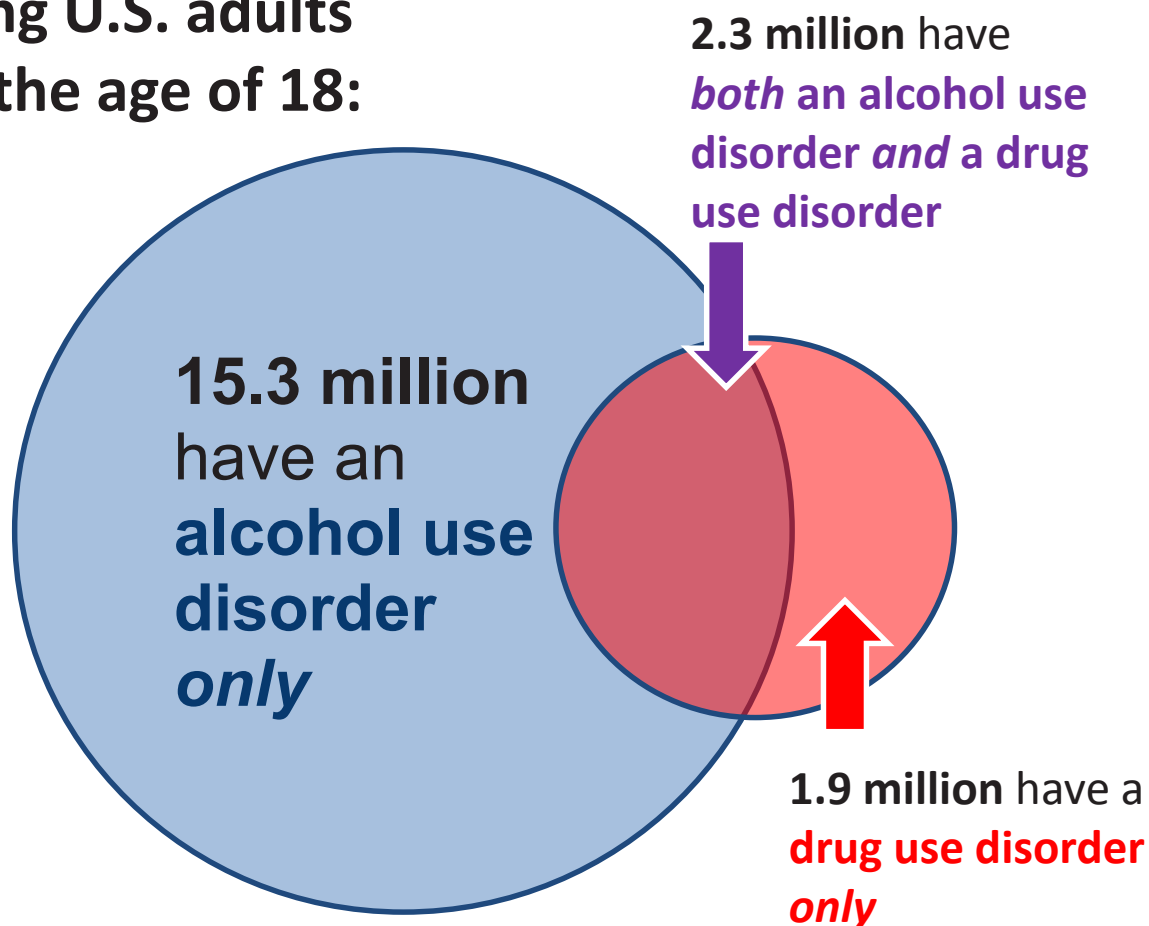 ng U.S. adults
the age of 18:
2.3 million have
both an alcohol use
disorder and a drug
use disorder
15.3 million
have an
alcohol use
disorder
only
1.9 million have a
drug use disorder
only